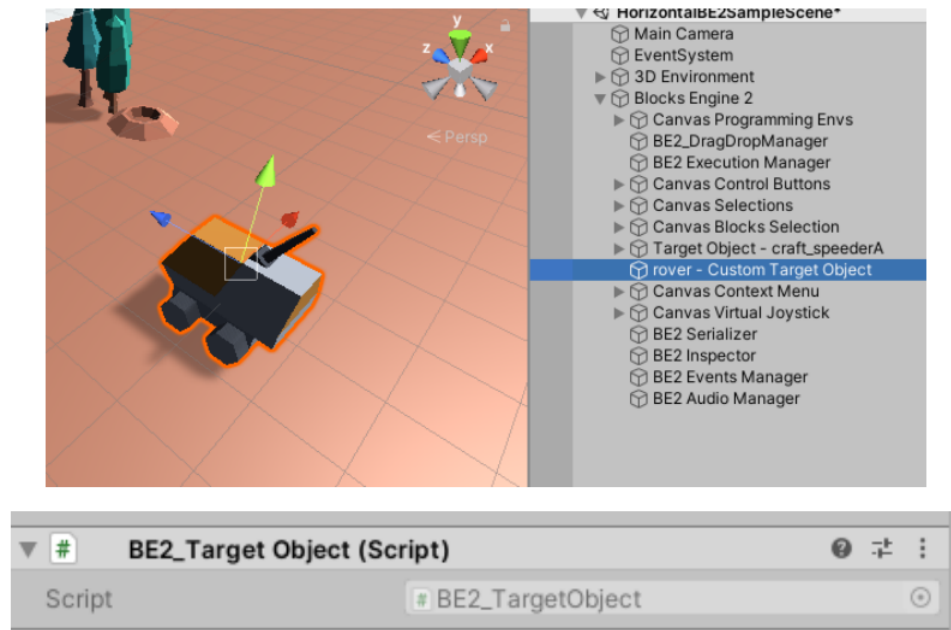 HorizontalBE2SampleScene*
Main Camera
EventSystem
3D Environment
Blocks Engine 2
Canvas Programming Envs
BE2_DragDropManager
BE2 Execution Manager
Canvas Control Buttons
Canvas Selections
Canvas Blocks Selection
Target Object - craft_speederA
rover - Custom Target Object
Canvas Context Menu
Canvas Virtual Joystick
BE2 Serializer
BE2 Inspector
BE2 Events Manager
BE2 Audio Manager
y
z x
Persp
# BE2_Target Object (Script)
Script # BE2_TargetObject